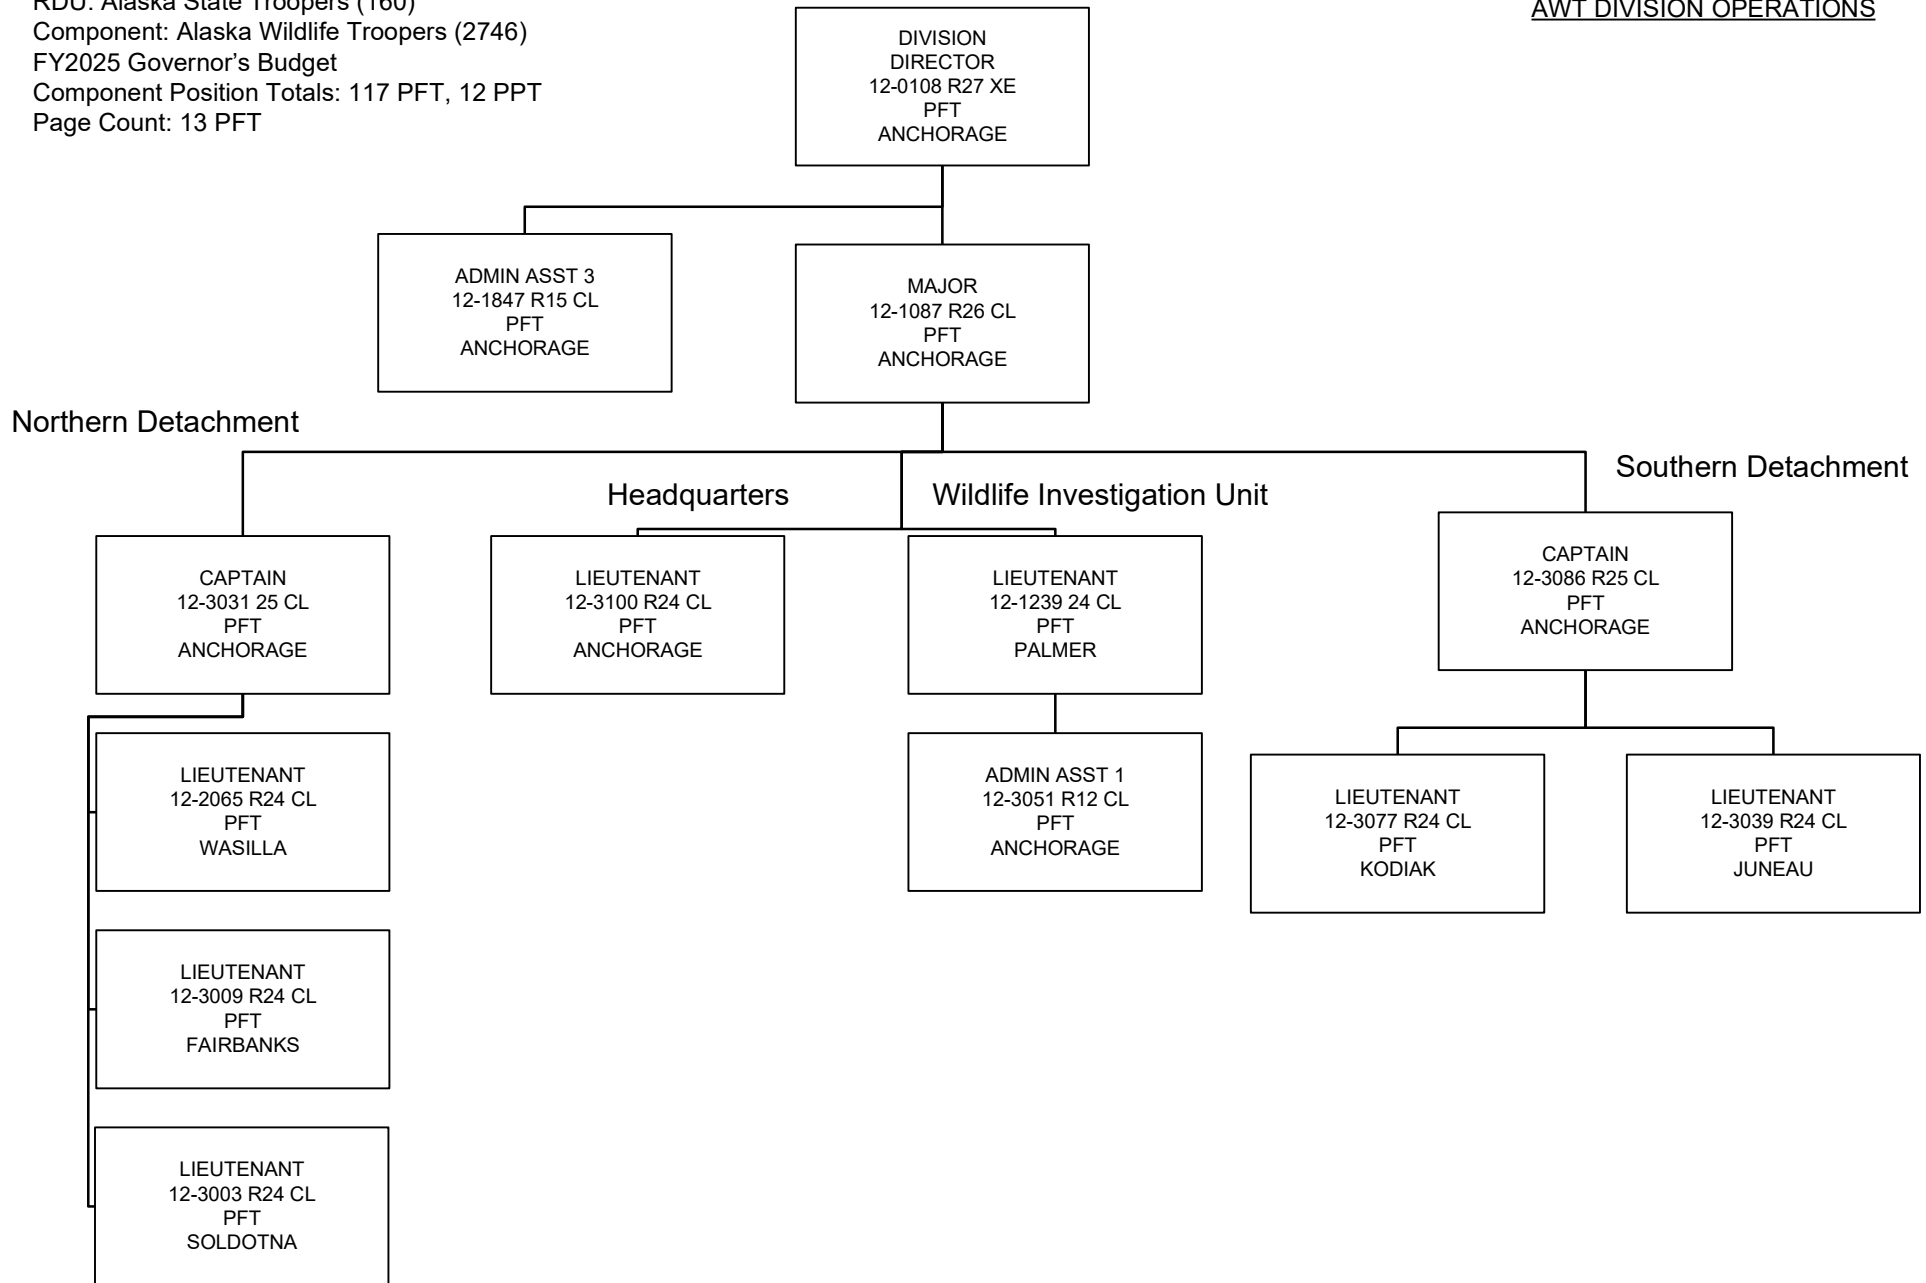 RDU: Alaska State Troopers (160)
Component: Alaska Wildlife Troopers (2746)
FY2025 Governor’s Budget
Component Position Totals: 117 PFT, 12 PPT
Page Count: 13 PFT
AWT DIVISION OPERATIONS
DIVISION
DIRECTOR
12-0108 R27 XE
PFT
ANCHORAGE
ADMIN ASST 3
12-1847 R15 CL
PFT
ANCHORAGE
MAJOR
12-1087 R26 CL
PFT
ANCHORAGE
Northern Detachment
Headquarters
Wildlife Investigation Unit
Southern Detachment
CAPTAIN
12-3031 25 CL
PFT
ANCHORAGE
LIEUTENANT
12-3100 R24 CL
PFT
ANCHORAGE
LIEUTENANT
12-1239 24 CL
PFT
PALMER
CAPTAIN
12-3086 R25 CL
PFT
ANCHORAGE
LIEUTENANT
12-2065 R24 CL
PFT
WASILLA
ADMIN ASST 1
12-3051 R12 CL
PFT
ANCHORAGE
LIEUTENANT
12-3077 R24 CL
PFT
KODIAK
LIEUTENANT
12-3039 R24 CL
PFT
JUNEAU
LIEUTENANT
12-3009 R24 CL
PFT
FAIRBANKS
LIEUTENANT
12-3003 R24 CL
PFT
SOLDOTNA